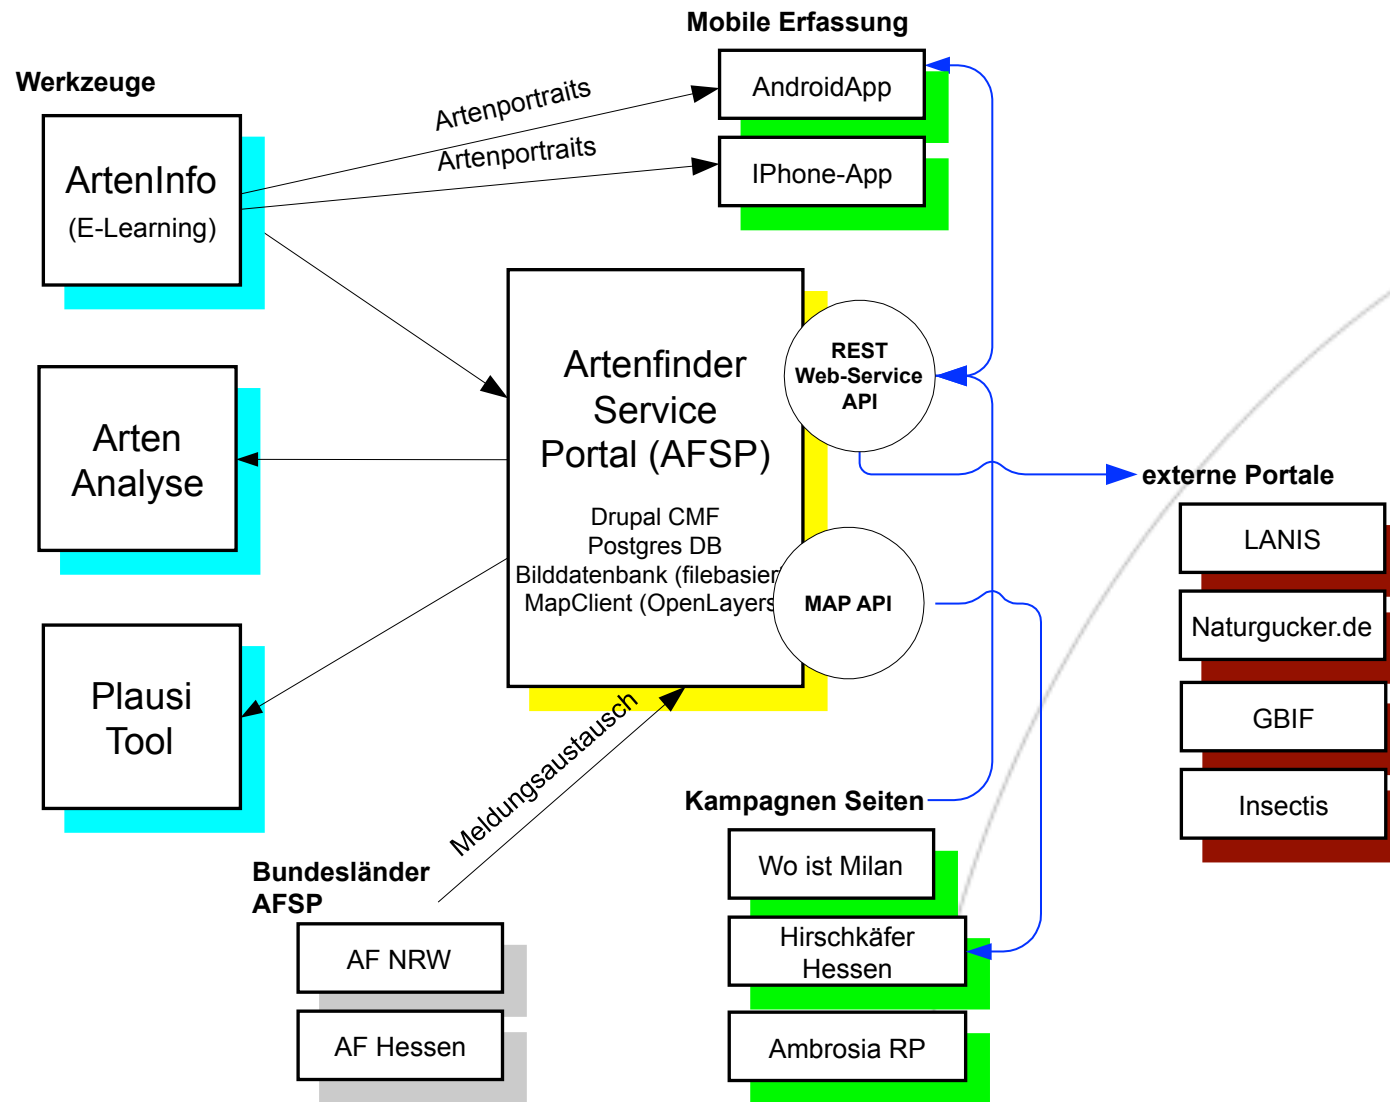 Mobile Erfassung
AndroidApp
IPhone-App
Werkzeuge
ArtenInfo
(E-Learning)
Artenportraits
Artenportraits
Arten
Analyse
Plausi
Tool
Artenfinder
Service
Portal (AFSP)
Drupal CMF
Postgres DB
Bilddatenbank (filebasier
MapClient (OpenLayers
REST
Web-Service
API
MAP API
externe Portale
LANIS
Naturgucker.de
GBIF
Insectis
Meldungsaustausch
Bundesländer
AFSP
AF NRW
AF Hessen
Kampagnen Seiten
Wo ist Milan
Hirschkäfer
Hessen
Ambrosia RP